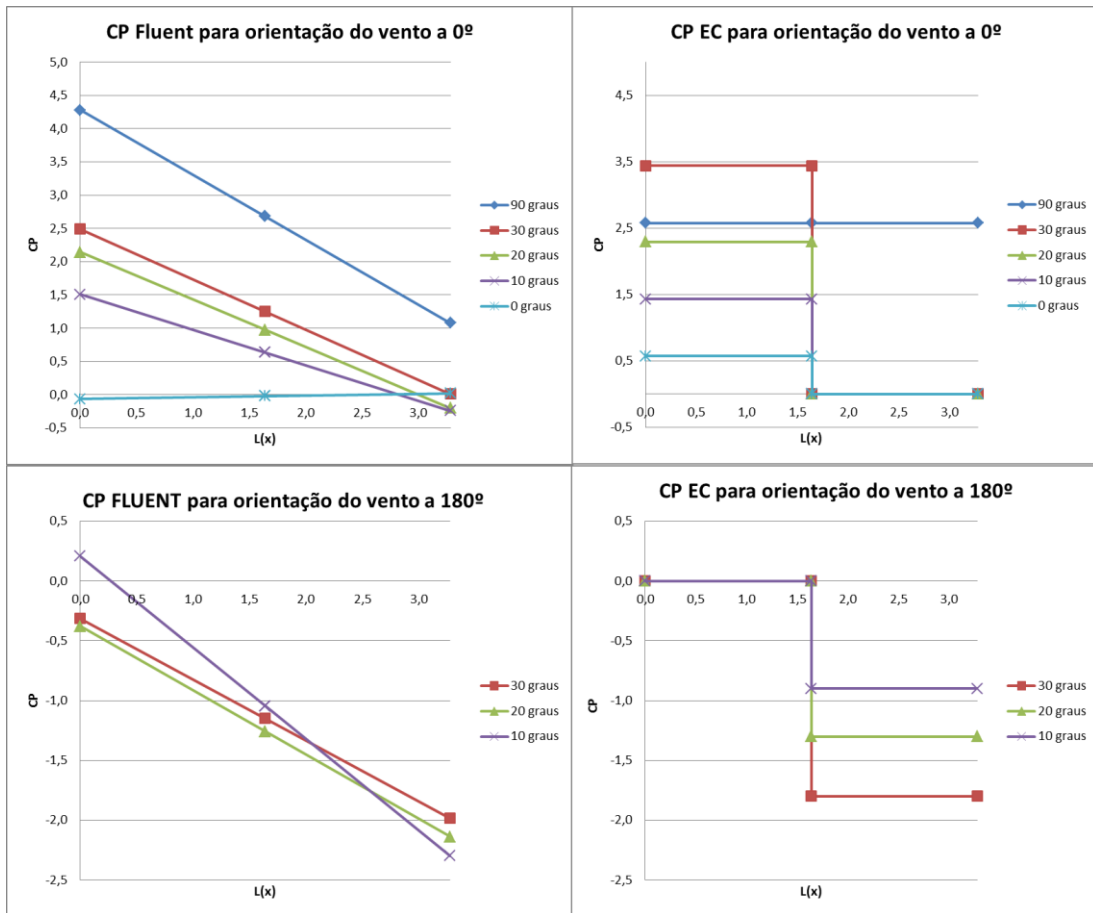 CP Fluent para orientação do vento a 0º
5,0
4,5
4,0
3,5
3,0
2,5
2,0
1,5
1,0
0,5
0,0
-0,5
CP
0,0 0,5 1,0 1,5 2,0 2,5 3,0
L(x)
90 graus
30 graus
20 graus
10 graus
0 graus
CP EC para orientação do vento a 0º
4,5
3,5
2,5
1,5
0,5
-0,5
CP
0,0 0,5 1,0 1,5 2,0 2,5 3,0
L(x)
90 graus
30 graus
20 graus
10 graus
0 graus
CP FLUENT para orientação do vento a 180º
0,5
0,0
-0,5
-1,0
-1,5
-2,0
-2,5
CP
0,0 0,5 1,0 1,5 2,0 2,5 3,0
L(x)
30 graus
20 graus
10 graus
CP EC para orientação do vento a 180º
0,5
0,0
-0,5
-1,0
-1,5
-2,0
-2,5
CP
0,0 0,5 1,0 1,5 2,0 2,5 3,0
L(x)
30 graus
20 graus
10 graus